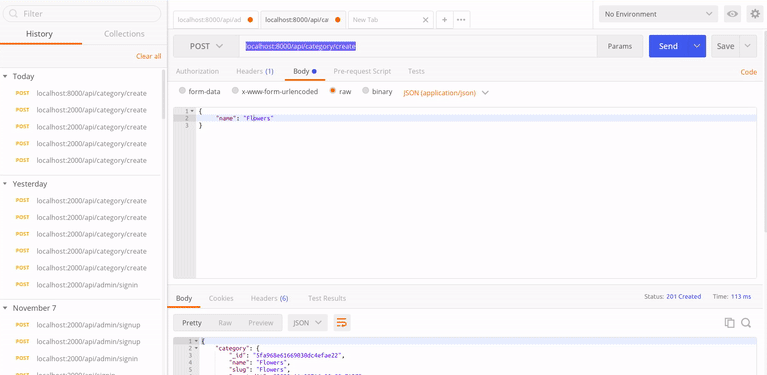 Filter
History Collections
Clear all
Today
POST localhost:8000/api/category/create
POST localhost:2000/api/category/create
POST localhost:2000/api/category/create
POST localhost:2000/api/category/create
POST localhost:2000/api/category/create
Yesterday
POST localhost:2000/api/category/create
POST localhost:2000/api/category/create
POST localhost:2000/api/category/create
POST localhost:2000/api/category/create
POST localhost:2000/api/category/create
POST localhost:2000/api/admin/signin
November 7
POST localhost:2000/api/admin/signup
POST localhost:2000/api/admin/signup
POST localhost:2000/api/admin/signin
localhost:8000/api/ad localhost:8000/api/ca New Tab
No Environment
POST localhost:8000/api/category/create Params Send Save
Authorization Headers (1) Body Pre-request Script Tests Code
form-data x-www-form-urlencoded raw binary JSON (application/json)
1 {
2 "name": "Flowers"
3 }
Body Cookies Headers (6) Test Results Status: 201 Created Time: 113 ms
Pretty Raw Preview JSON
1 {
2 "category": {
3 "_id": "5fa968e61669030dc4efae22",
4 "name": "Flowers",
5 "slug": "Flowers",